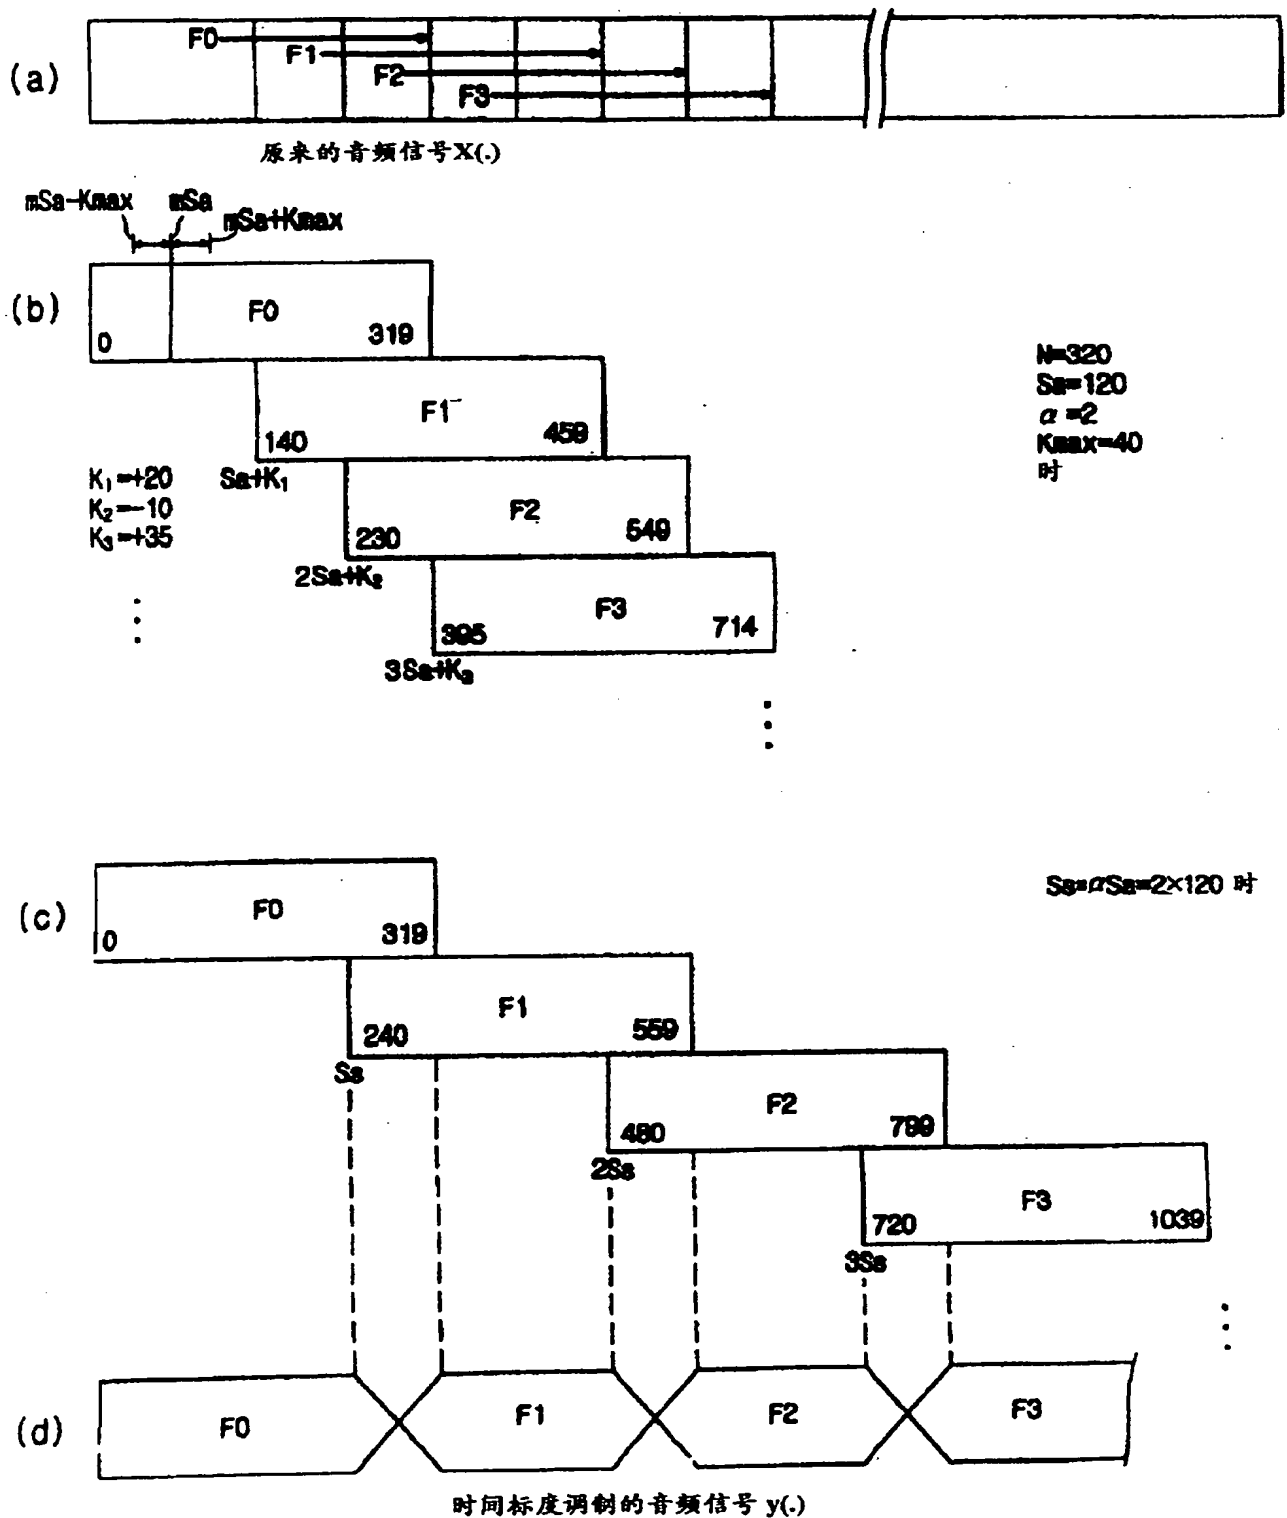 (a)
F0
F1
F2
F3
原来的音频信号X(.)
mSa-Kmax
mSa
mSa+Kmax
(b)
F0
0
319
F1
140
459
Sa+K₁
K₁=+20
K₂=-10
K₃=+35
F2
230
549
2Sa+K₂
F3
395
714
3Sa+K₃
N=320
Sa=120
α=2
Kmax=40
时
(c)
F0
0
319
Ss=αSa=2×120 时
F1
240
559
Ss
F2
480
799
2Ss
F3
720
1039
3Ss
(d)
F0
F1
F2
F3
时间标度调制的音频信号 y(.)